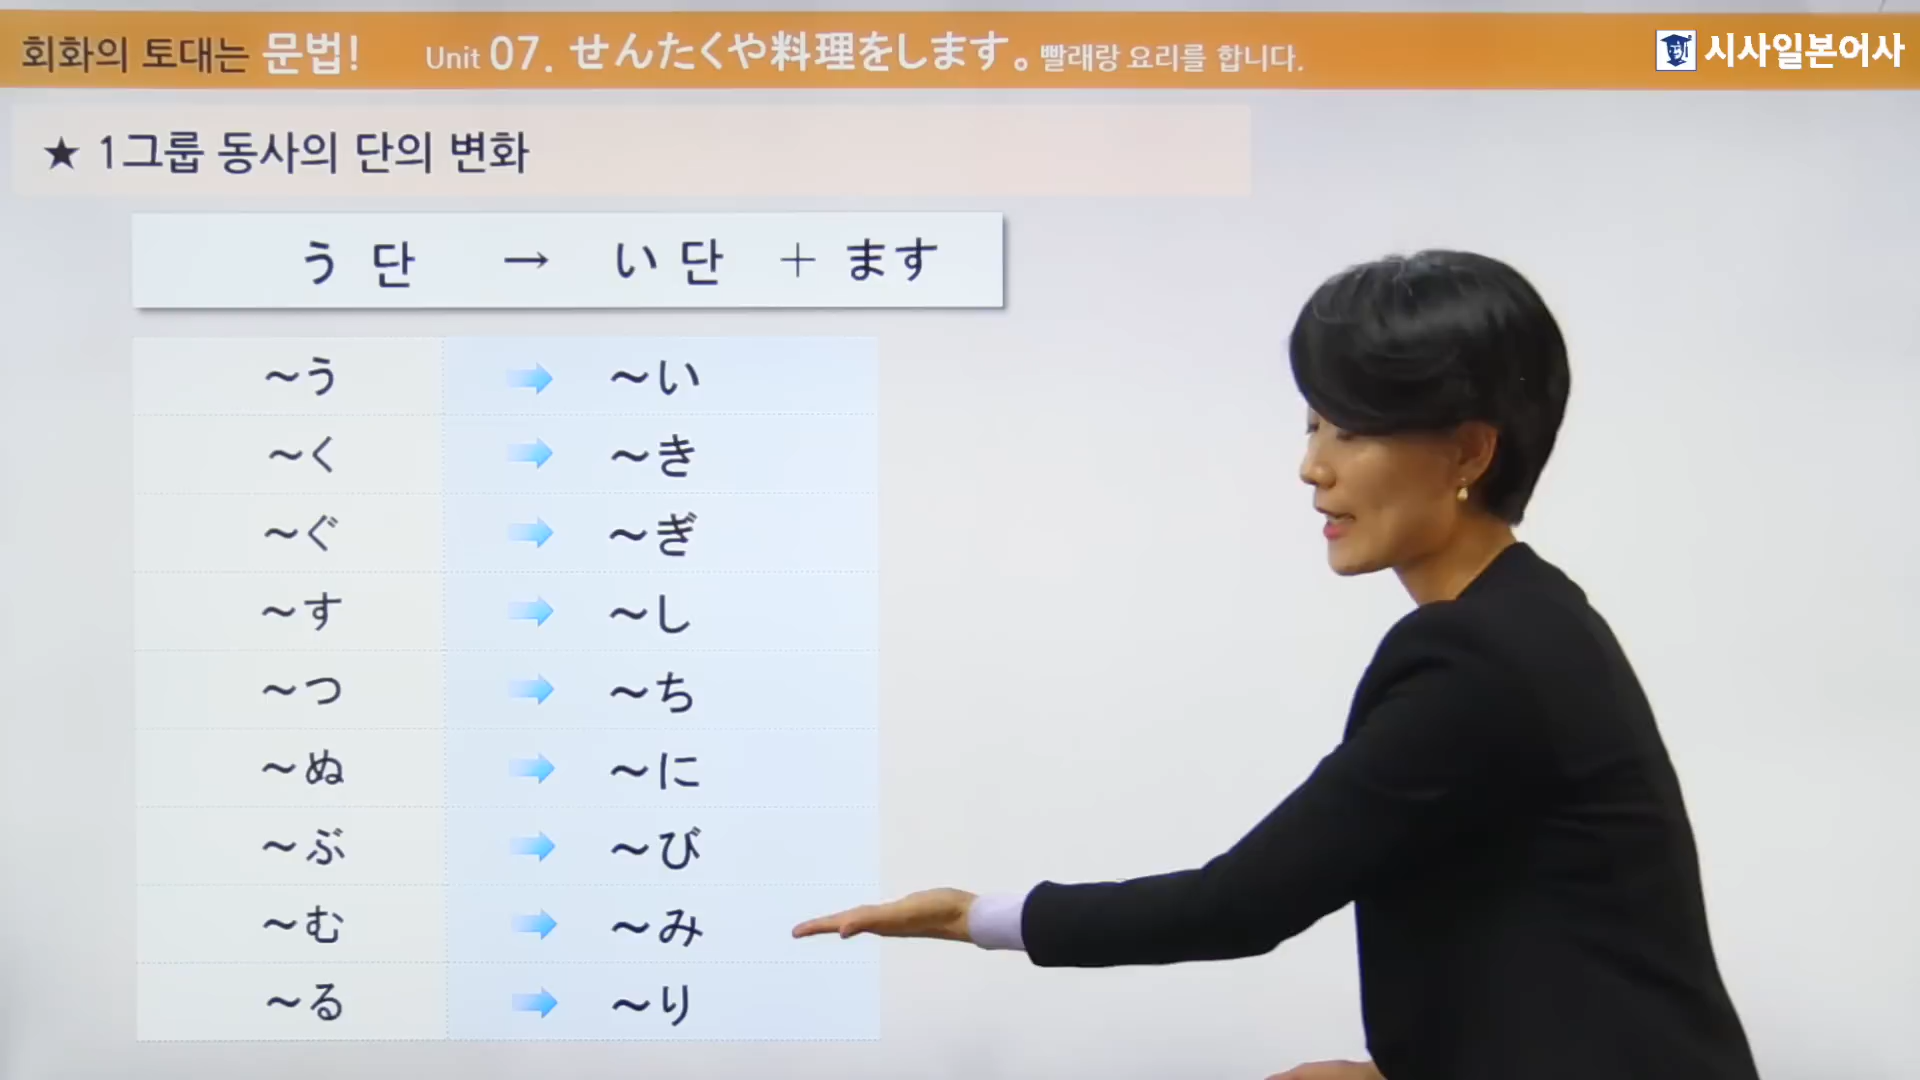 회화의 토대는 문법! Unit 07. せんたくや料理をします。빨래랑 요리를 합니다. 시사일본어사
★ 1그룹 동사의 단의 변화
う 단 → い 단 + ます
~う ➡ ~い
~く ➡ ~き
~ぐ ➡ ~ぎ
~す ➡ ~し
~つ ➡ ~ち
~ぬ ➡ ~に
~ぶ ➡ ~び
~む ➡ ~み
~る ➡ ~り